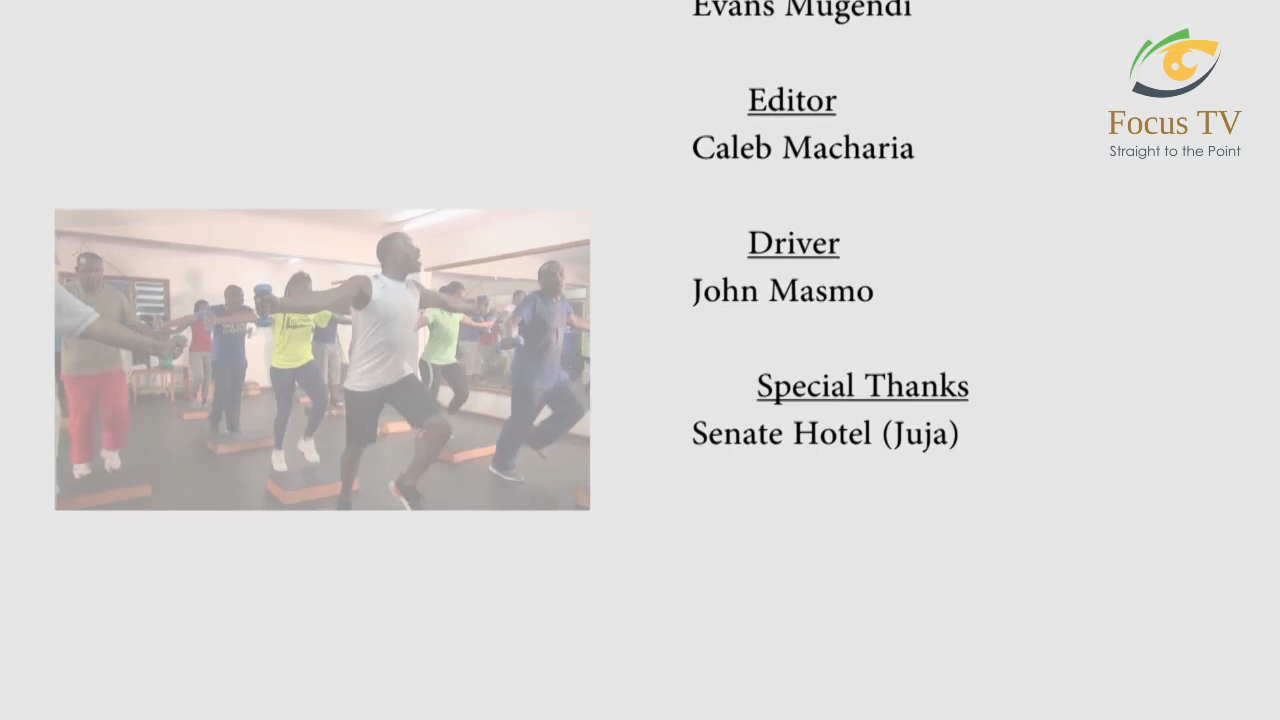 Evans Mugendi
Editor
Caleb Macharia
Driver
John Masmo
Special Thanks
Senate Hotel (Juja)
Focus TV
Straight to the Point